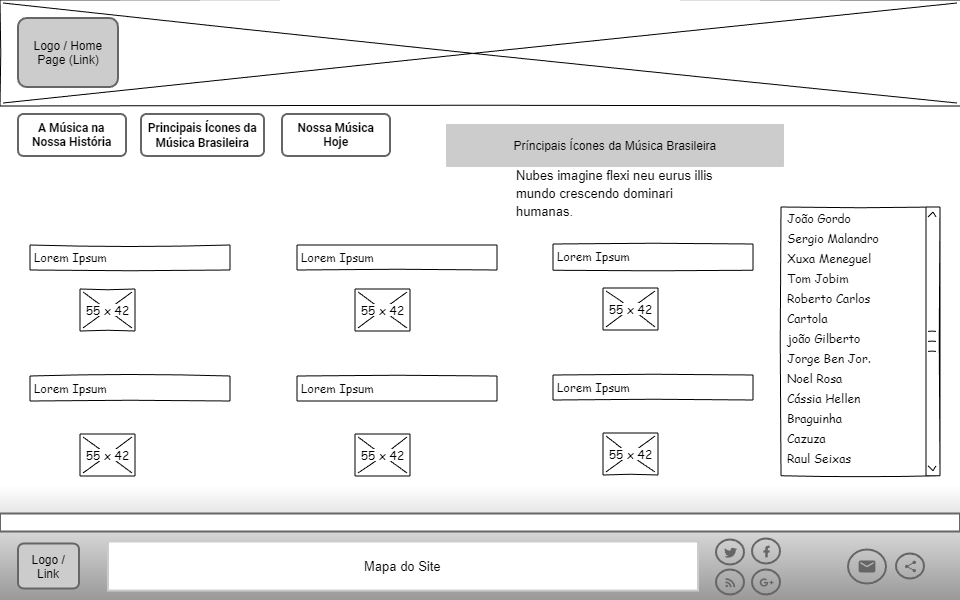 Logo / Home
Page (Link)
A Música na
Nossa História
Principais Ícones da
Música Brasileira
Nossa Música
Hoje
Príncipais Ícones da Música Brasileira
Nubes imagine flexi neu eurus illis
mundo crescendo dominari
humanas.
Lorem Ipsum
Lorem Ipsum
Lorem Ipsum
55 x 42
55 x 42
55 x 42
Lorem Ipsum
Lorem Ipsum
Lorem Ipsum
55 x 42
55 x 42
55 x 42
João Gordo
Sergio Malandro
Xuxa Meneguel
Tom Jobim
Roberto Carlos
Cartola
joão Gilberto
Jorge Ben Jor.
Noel Rosa
Cássia Hellen
Braguinha
Cazuza
Raul Seixas
Logo /
Link
Mapa do Site
G+